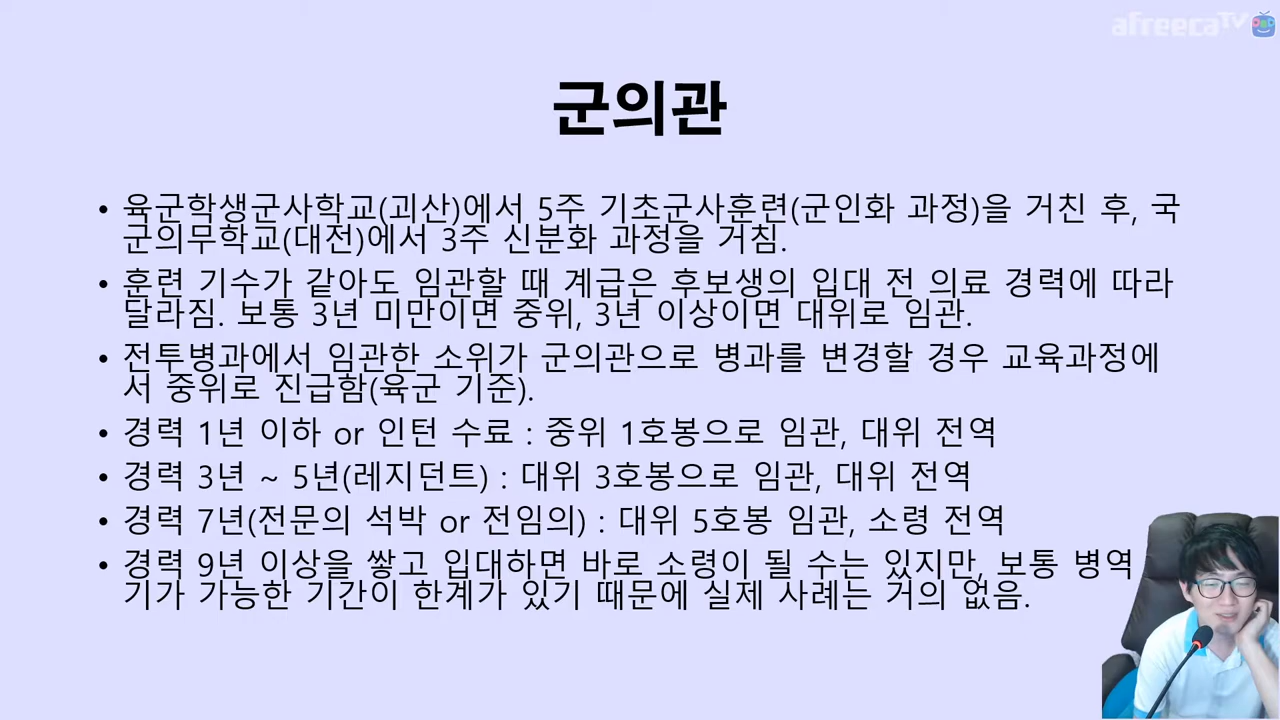 afreecaTV
군의관
• 육군학생군사학교(괴산)에서 5주 기초군사훈련(군인화 과정)을 거친 후, 국
군의무학교(대전)에서 3주 신분화 과정을 거침.
• 훈련 기수가 같아도 임관할 때 계급은 후보생의 입대 전 의료 경력에 따라
달라짐. 보통 3년 미만이면 중위, 3년 이상이면 대위로 임관.
• 전투병과에서 임관한 소위가 군의관으로 병과를 변경할 경우 교육과정에
서 중위로 진급함(육군 기준).
• 경력 1년 이하 or 인턴 수료 : 중위 1호봉으로 임관, 대위 전역
• 경력 3년 ~ 5년(레지던트) : 대위 3호봉으로 임관, 대위 전역
• 경력 7년(전문의 석박 or 전임의) : 대위 5호봉 임관, 소령 전역
• 경력 9년 이상을 쌓고 입대하면 바로 소령이 될 수는 있지만, 보통 병역
기가 가능한 기간이 한계가 있기 때문에 실제 사례는 거의 없음.